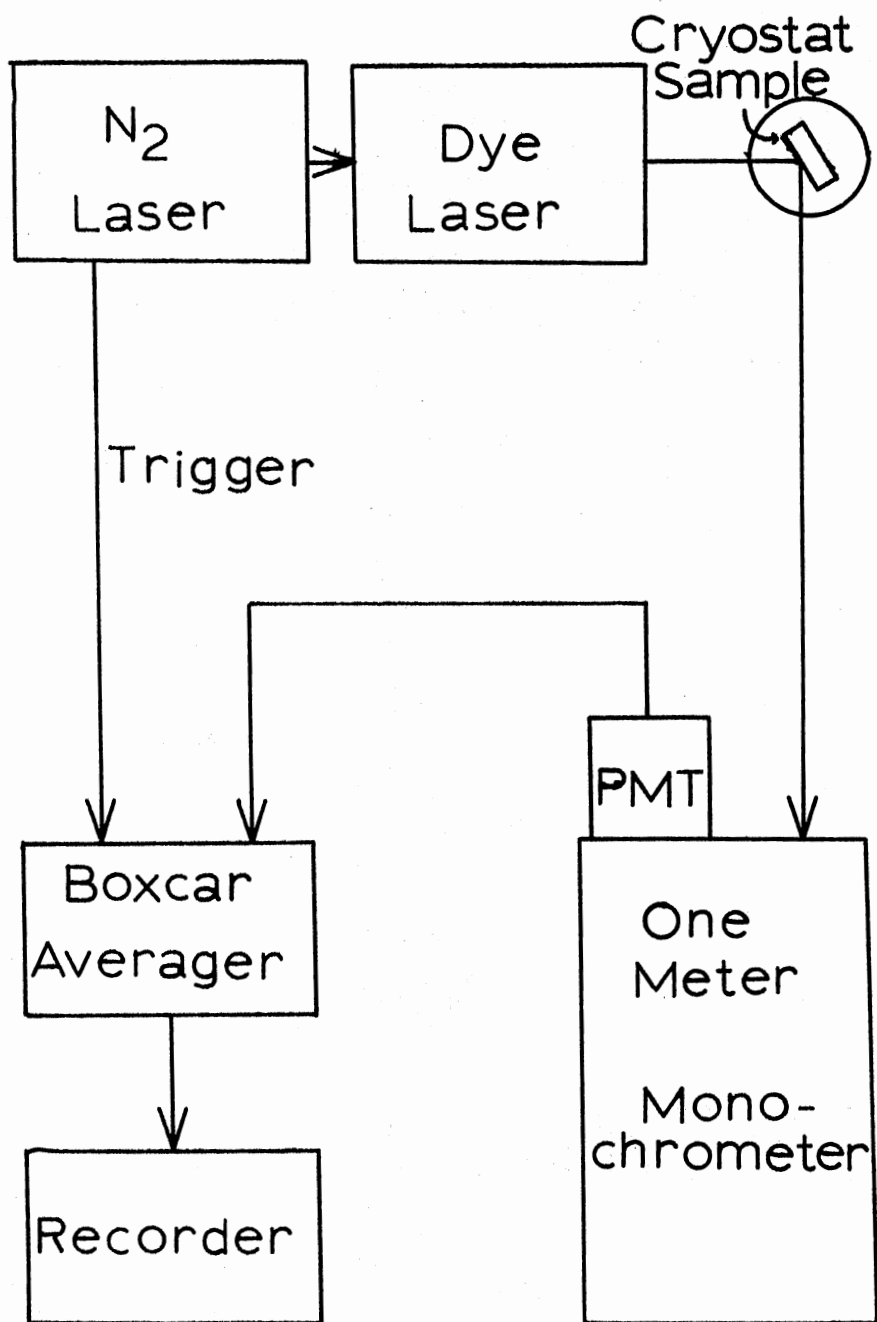 Cryostat
Sample
N2
Laser
Dye
Laser
Trigger
PMT
Boxcar
Averager
One
Meter
Mono-
chrometer
Recorder